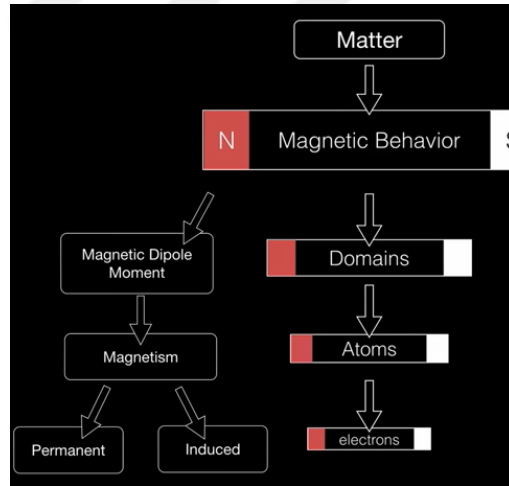 Matter
N Magnetic Behavior S
Magnetic Dipole
Moment
Domains
Magnetism
Atoms
Permanent
Induced
electrons